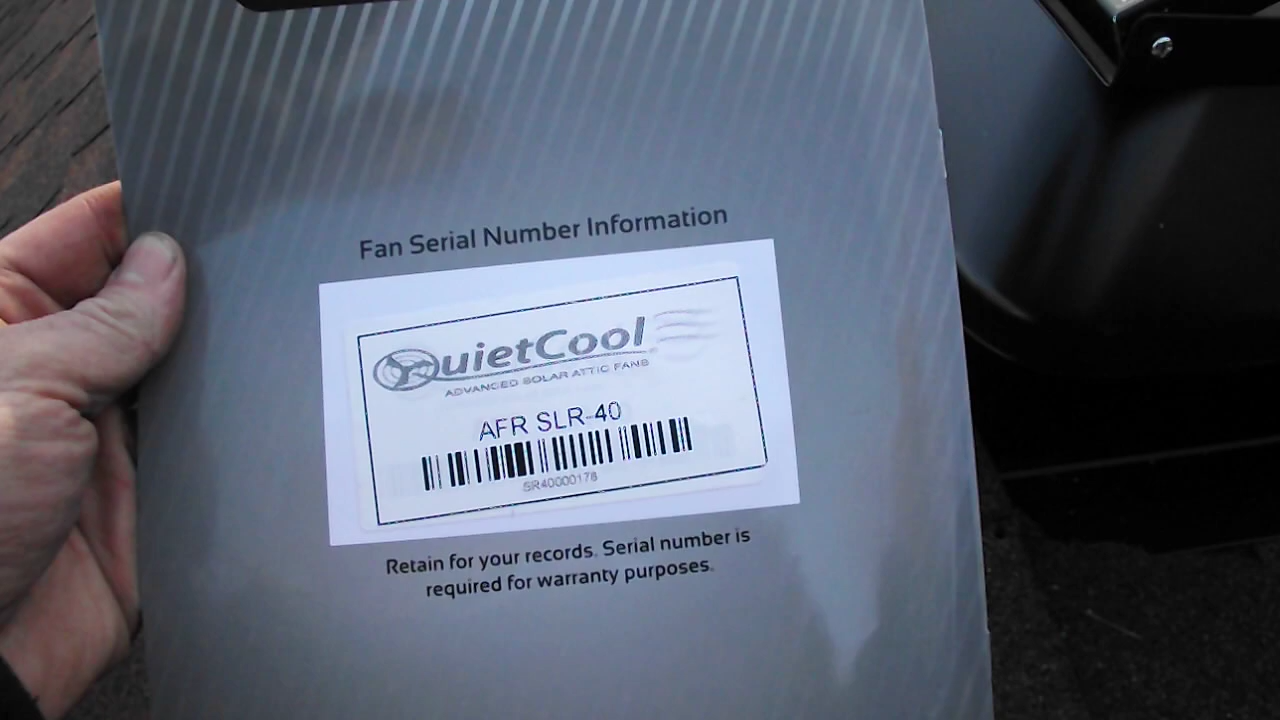 Fan Serial Number Information
QuietCool
ADVANCED SOLAR ATTIC FANS
AFR SLR-40
SR40000178
Retain for your records. Serial number is
required for warranty purposes.